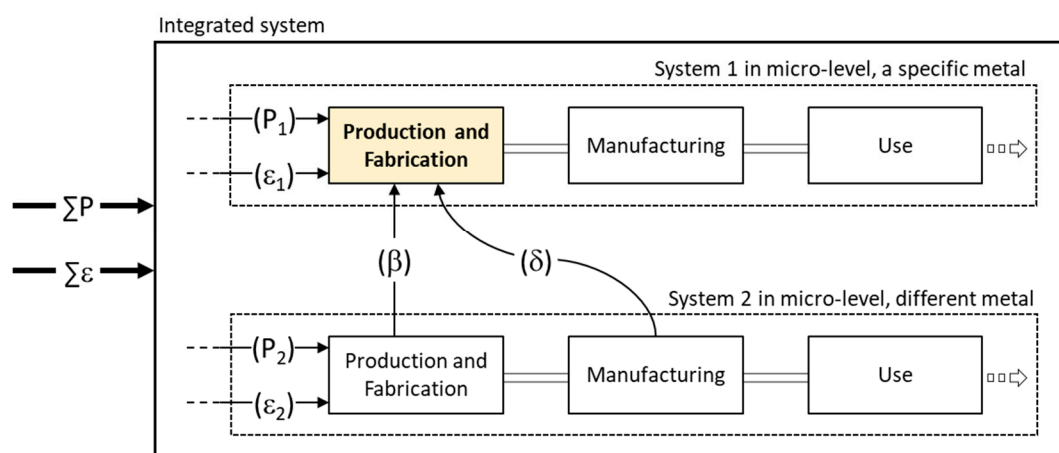 Integrated system
System 1 in micro-level, a specific metal
(P₁)
Production and
Fabrication
Manufacturing
Use
(ε₁)
∑P
∑ε
(β)
(δ)
System 2 in micro-level, different metal
(P₂)
Production and
Fabrication
Manufacturing
Use
(ε₂)